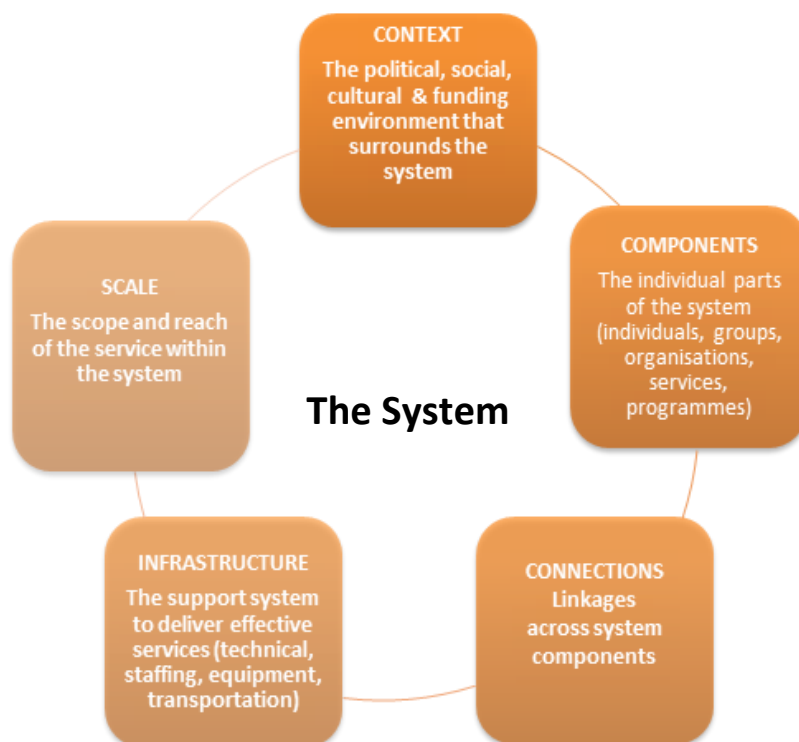 CONTEXT
The political, social,
cultural & funding
environment that
surrounds the
system
COMPONENTS
The individual parts
of the system
(individuals, groups,
organisations,
services,
programmes)
SCALE
The scope and reach
of the service within
the system
The System
INFRASTRUCTURE
The support system
to deliver effective
services (technical,
staffing, equipment,
transportation)
CONNECTIONS
Linkages
across system
components